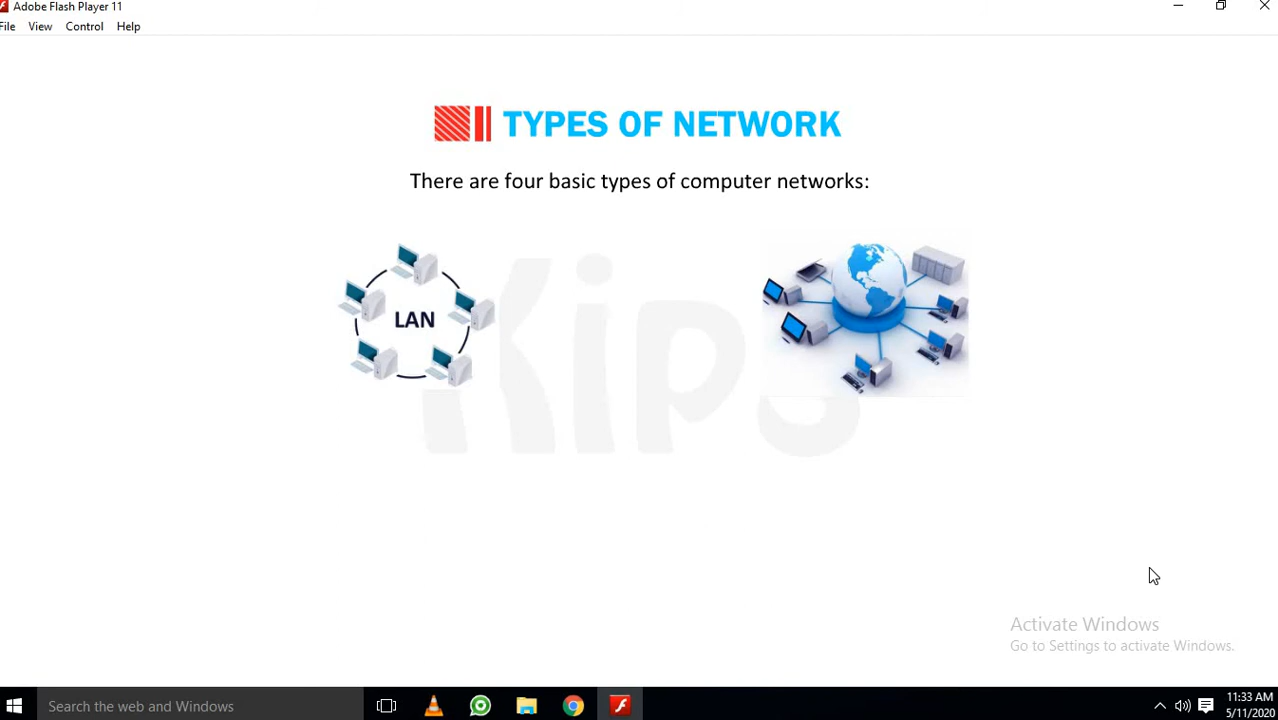 Adobe Flash Player 11
File View Control Help
TYPES OF NETWORK
There are four basic types of computer networks:
LAN
Kips
Activate Windows
Go to Settings to activate Windows.
Search the web and Windows
11:33 AM
5/11/2020